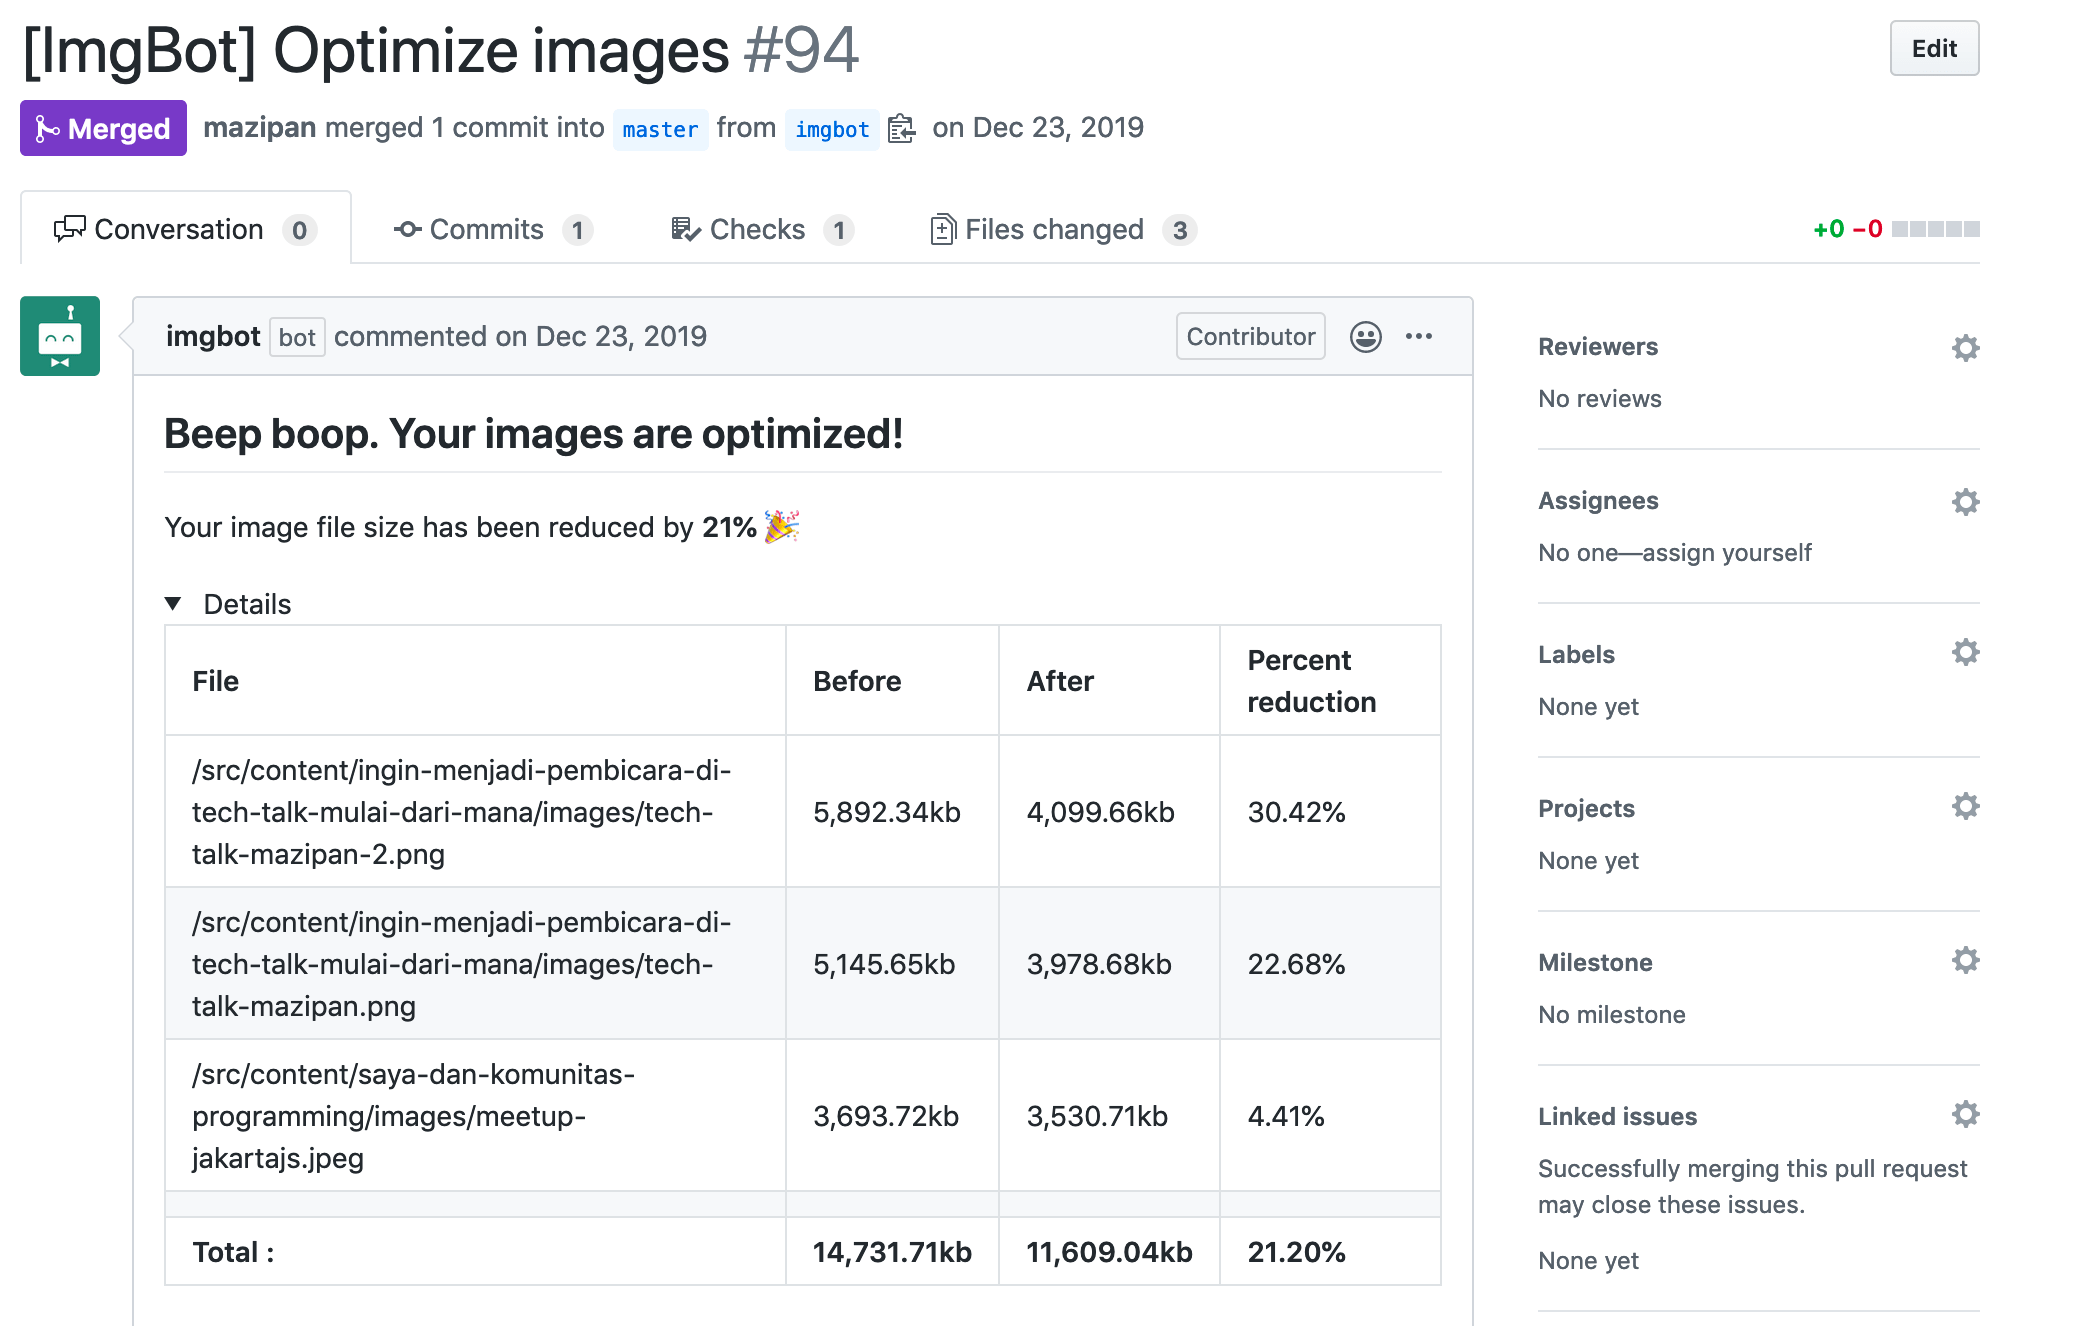 [ImgBot] Optimize images #94
Edit
Merged mazipan merged 1 commit into master from imgbot on Dec 23, 2019
Conversation 0 Commits 1 Checks 1 Files changed 3 +0 −0
imgbot bot commented on Dec 23, 2019 Contributor
Beep boop. Your images are optimized!
Your image file size has been reduced by 21% 🎉
▼ Details
File Before After Percent reduction
/src/content/ingin-menjadi-pembicara-di-
tech-talk-mulai-dari-mana/images/tech-
talk-mazipan-2.png
5,892.34kb 4,099.66kb 30.42%
/src/content/ingin-menjadi-pembicara-di-
tech-talk-mulai-dari-mana/images/tech-
talk-mazipan.png
5,145.65kb 3,978.68kb 22.68%
/src/content/saya-dan-komunitas-
programming/images/meetup-
jakartajs.jpeg
3,693.72kb 3,530.71kb 4.41%
Total : 14,731.71kb 11,609.04kb 21.20%
Reviewers
No reviews
Assignees
No one—assign yourself
Labels
None yet
Projects
None yet
Milestone
No milestone
Linked issues
Successfully merging this pull request
may close these issues.
None yet